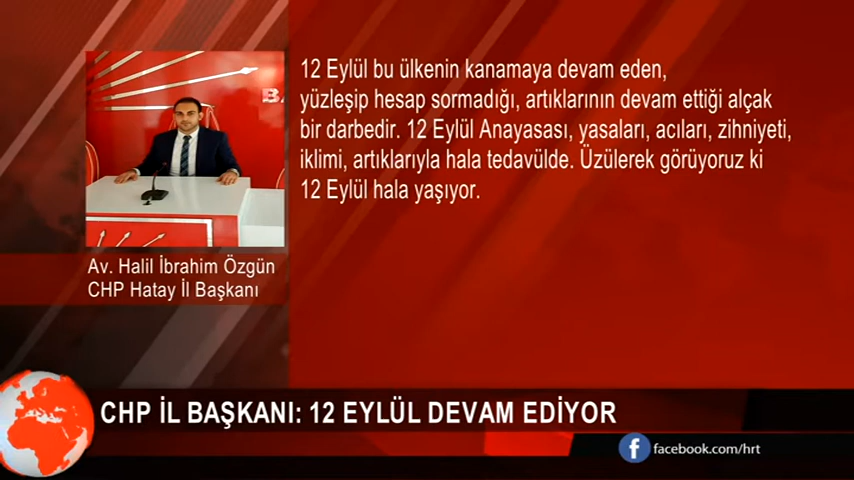 12 Eylül bu ülkenin kanamaya devam eden,
yüzleşip hesap sormadığı, artıklarının devam ettiği alçak
bir darbedir. 12 Eylül Anayasası, yasaları, acıları, zihniyeti,
iklimi, artıklarıyla hala tedavülde. Üzülerek görüyoruz ki
12 Eylül hala yaşıyor.
Av. Halil İbrahim Özgün
CHP Hatay İl Başkanı
CHP İL BAŞKANI: 12 EYLÜL DEVAM EDİYOR
facebook.com/hrt